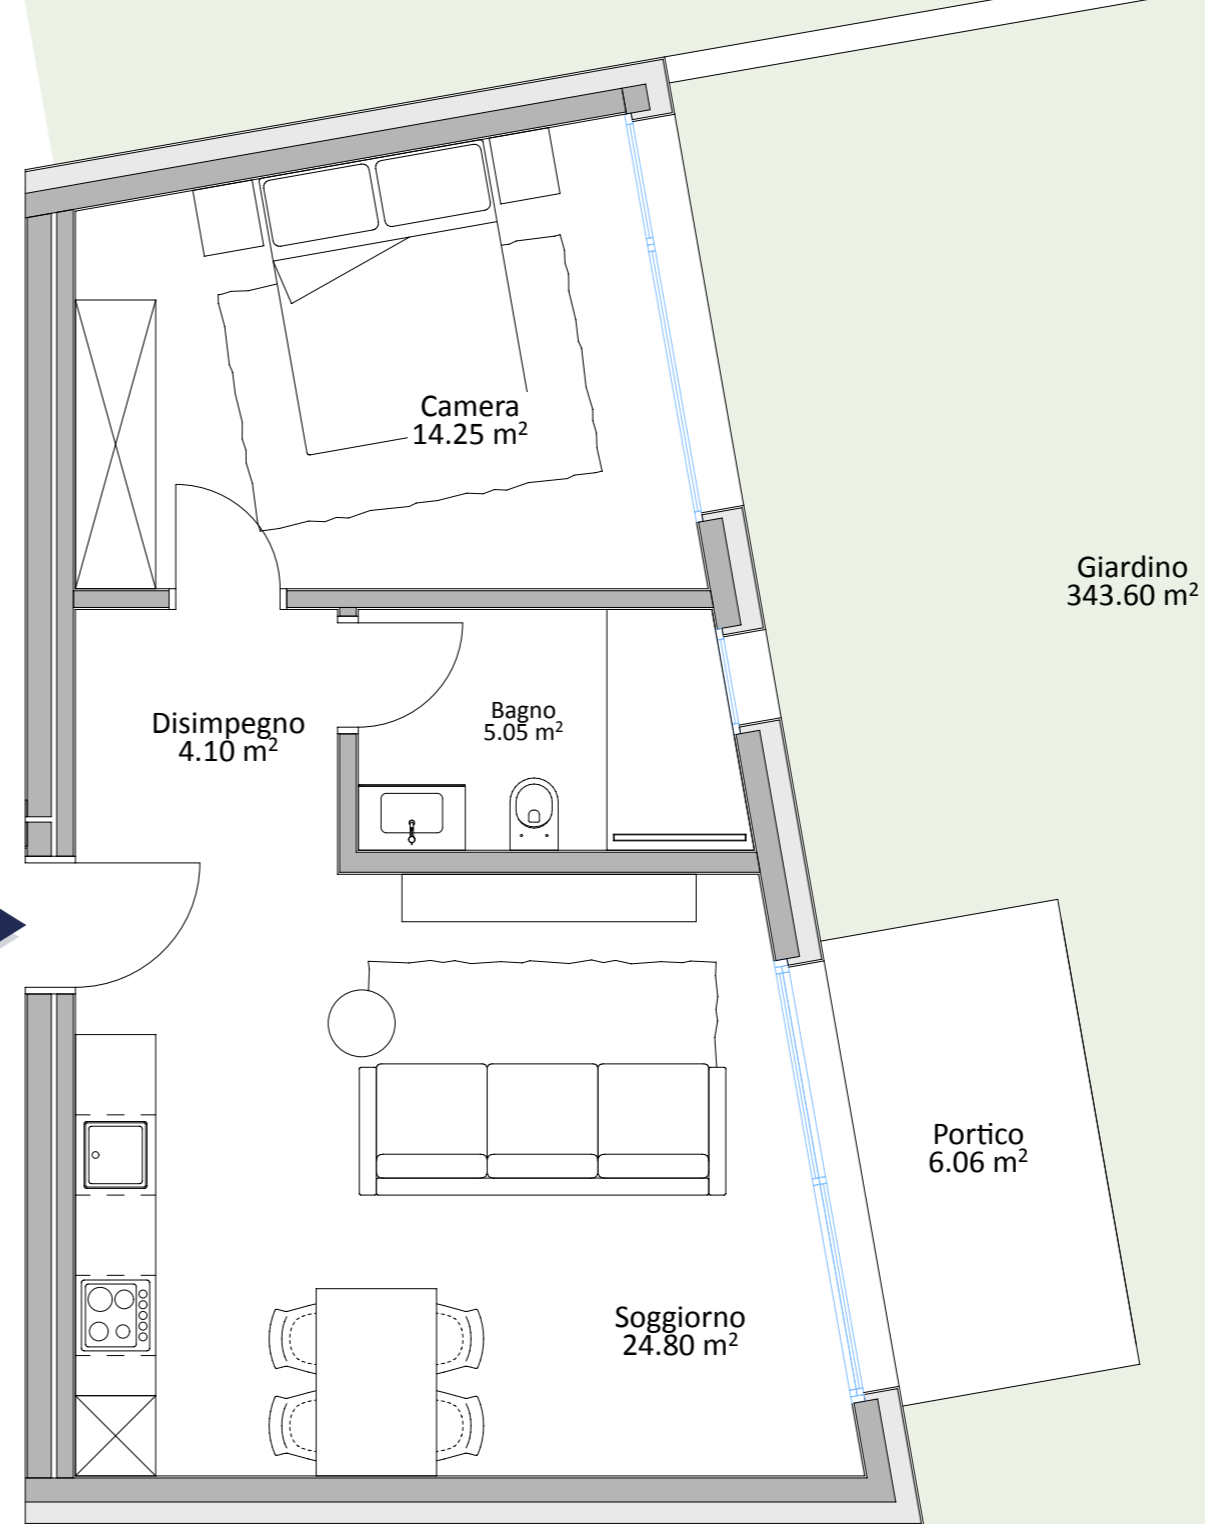 Camera
14.25 m²
Giardino
343.60 m²
Disimpegno
4.10 m²
Bagno
5.05 m²
Portico
6.06 m²
Soggiorno
24.80 m²